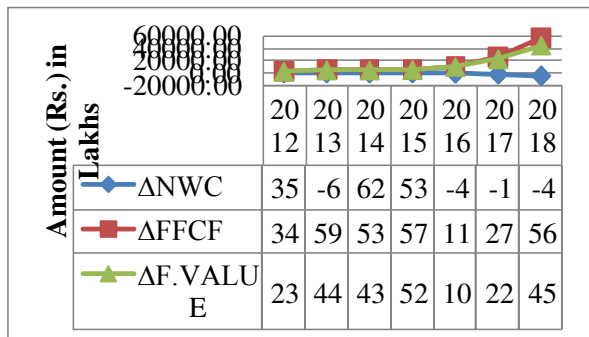 Amount (Rs.) in
Lakhs
60000.00
40000.00
20000.00
0.00
-20000.00
20 20 20 20 20 20 20
12 13 14 15 16 17 18
ΔNWC 35 -6 62 53 -4 -1 -4
ΔFFCF 34 59 53 57 11 27 56
ΔF.VALU
E 23 44 43 52 10 22 45